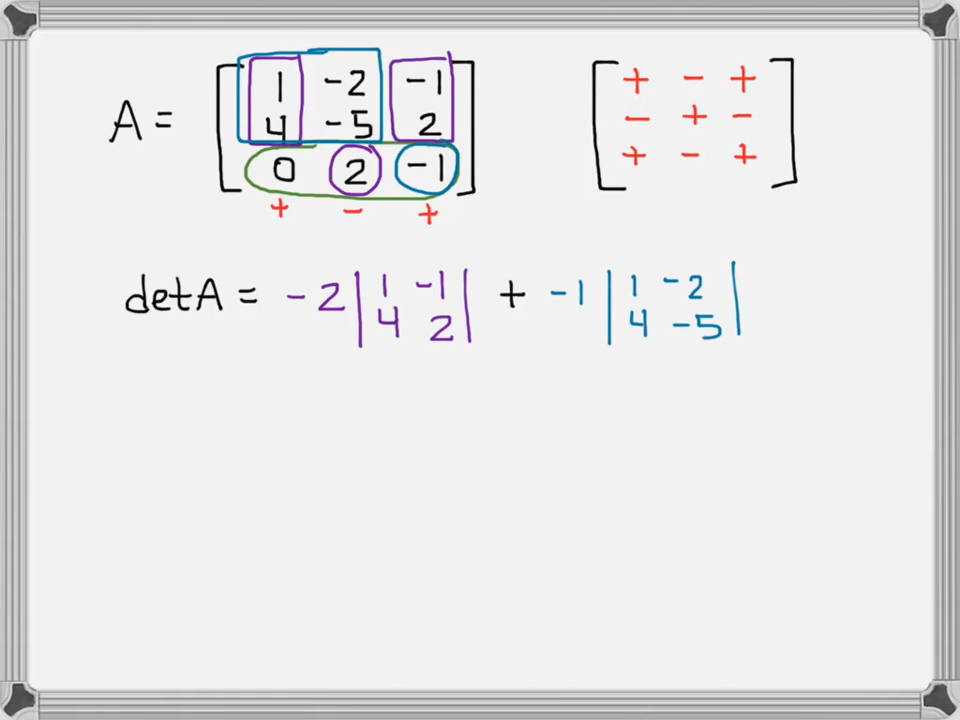 A = [ 1 -2 -1
4 -5 2
0 2 -1 ]
+ - +
[ + - +
- + -
+ - + ]
detA = -2 | 1 -1 | + -1 | 1 -2 |
| 4 2 | | 4 -5 |